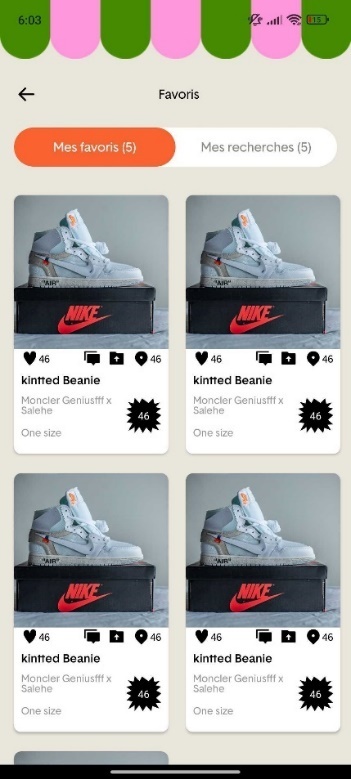 6:03
15
Favoris
Mes favoris (5)
Mes recherches (5)
"AIR"
NIKE
46
46
kintted Beanie
Moncler Geniusfff x
Salehe
46
One size
"AIR"
NIKE
46
46
kintted Beanie
Moncler Geniusfff x
Salehe
46
One size
"AIR"
NIKE
46
46
kintted Beanie
Moncler Geniusfff x
Salehe
46
One size
"AIR"
NIKE
46
46
kintted Beanie
Moncler Geniusfff x
Salehe
46
One size